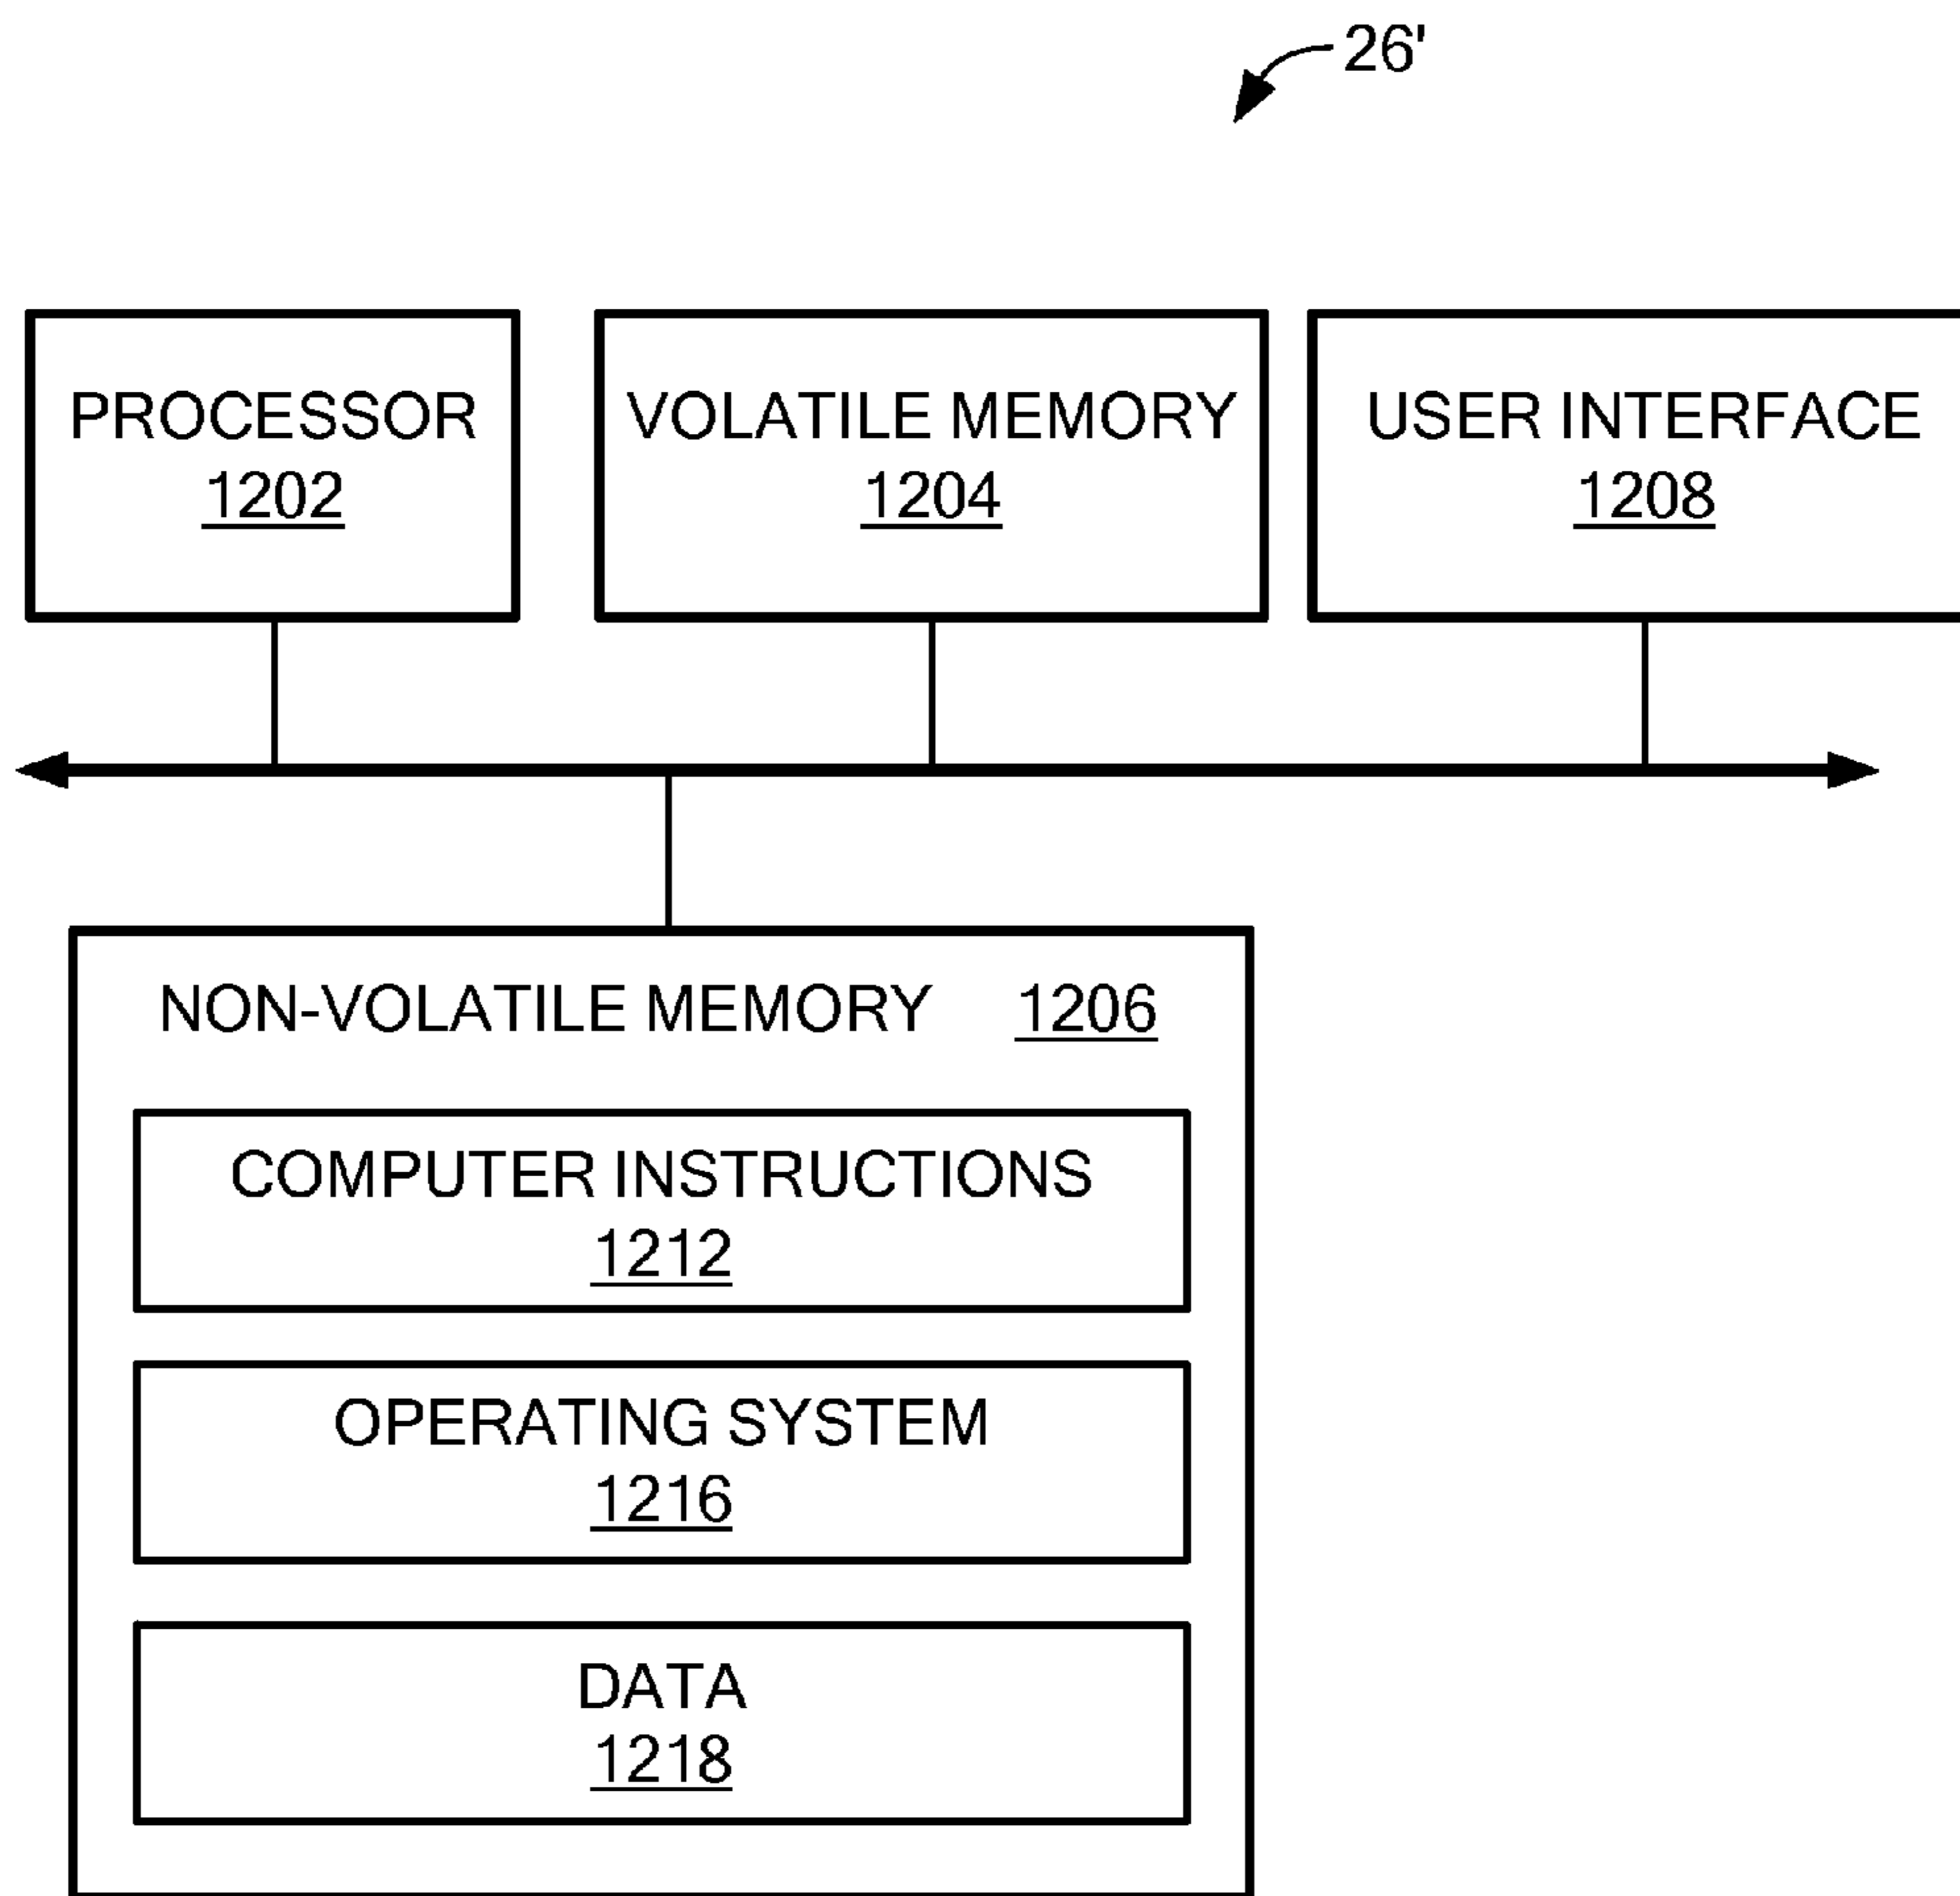 26'
PROCESSOR
1202
VOLATILE MEMORY
1204
USER INTERFACE
1208
NON-VOLATILE MEMORY 1206
COMPUTER INSTRUCTIONS
1212
OPERATING SYSTEM
1216
DATA
1218